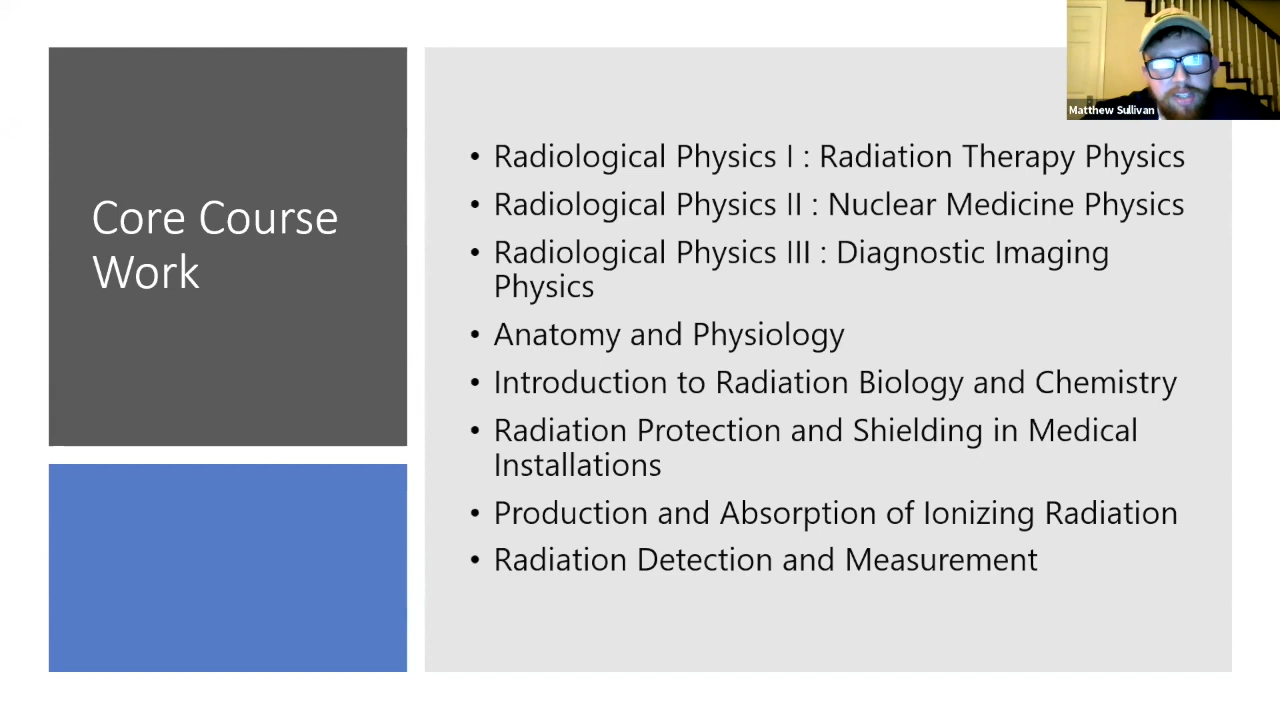 Matthew Sullivan
Core Course
Work
• Radiological Physics I : Radiation Therapy Physics
• Radiological Physics II : Nuclear Medicine Physics
• Radiological Physics III : Diagnostic Imaging
Physics
• Anatomy and Physiology
• Introduction to Radiation Biology and Chemistry
• Radiation Protection and Shielding in Medical
Installations
• Production and Absorption of Ionizing Radiation
• Radiation Detection and Measurement